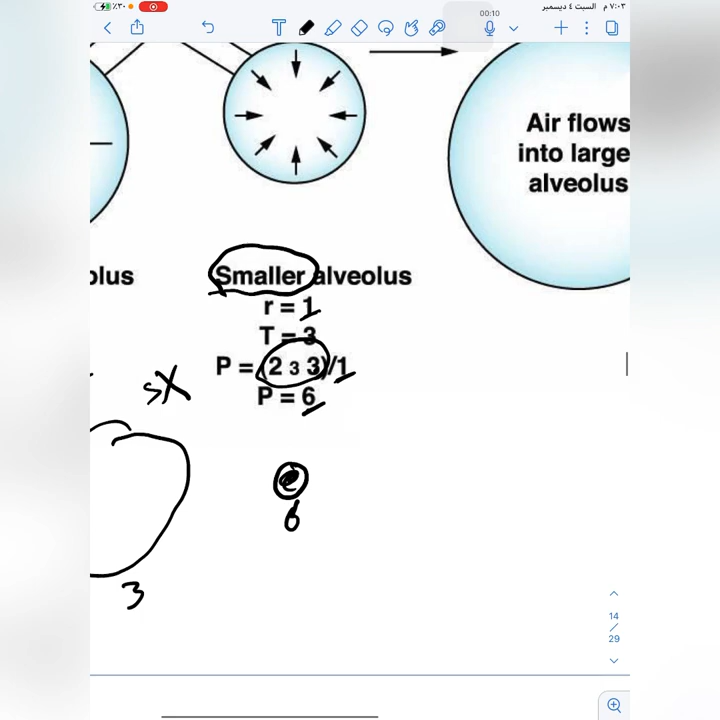 ٧:٠٣ م السبت ٤ ديسمبر
٪٣٠
00:10
T
Air flows
into large
alveolus
olus
Smaller alveolus
r = 1
T = 3
P = (2 3 3)/1
P = 6
6
3
14
/
29